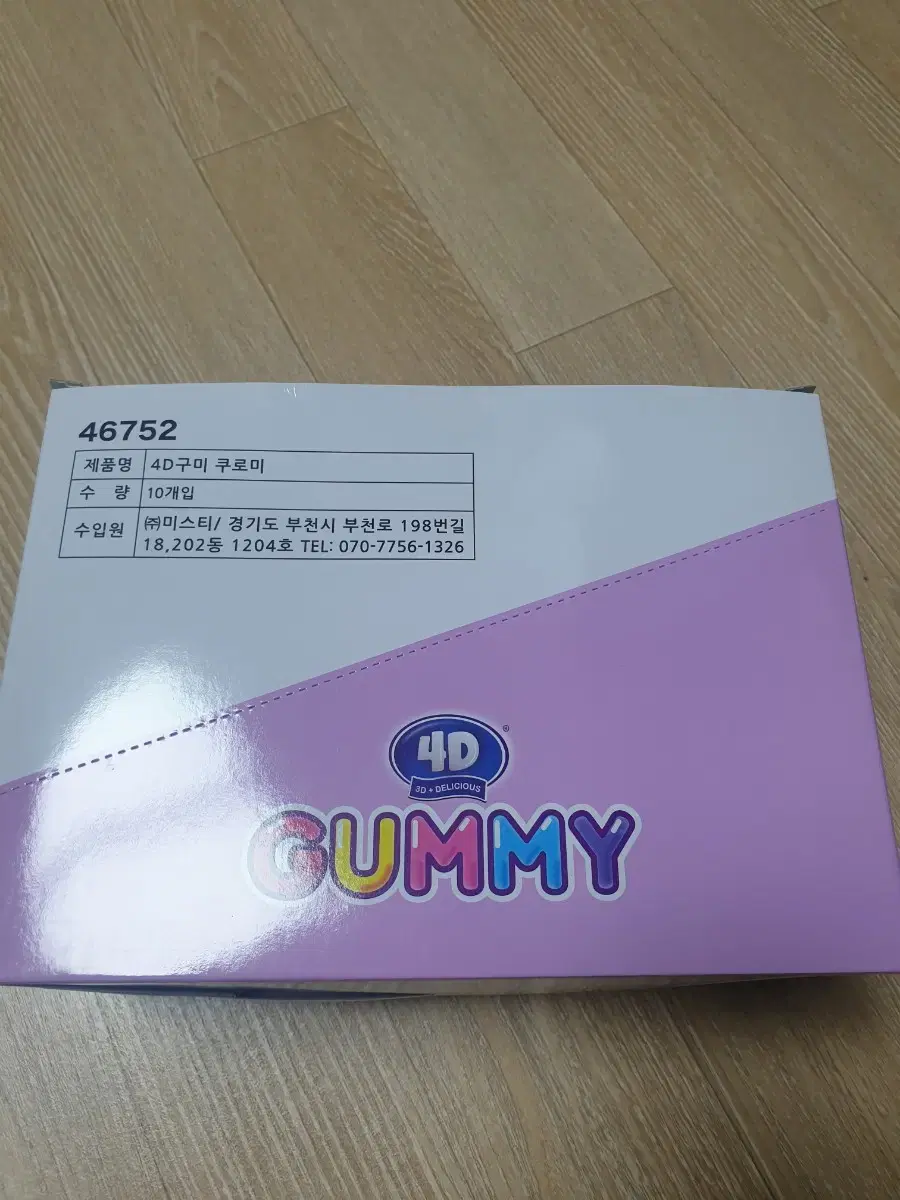 46752
제품명 4D구미 쿠로미
수 량 10개입
수입원 ㈜미스티/ 경기도 부천시 부천로 198번길
18,202동 1204호 TEL: 070-7756-1326
4D ®
3D + DELICIOUS
GUMMY